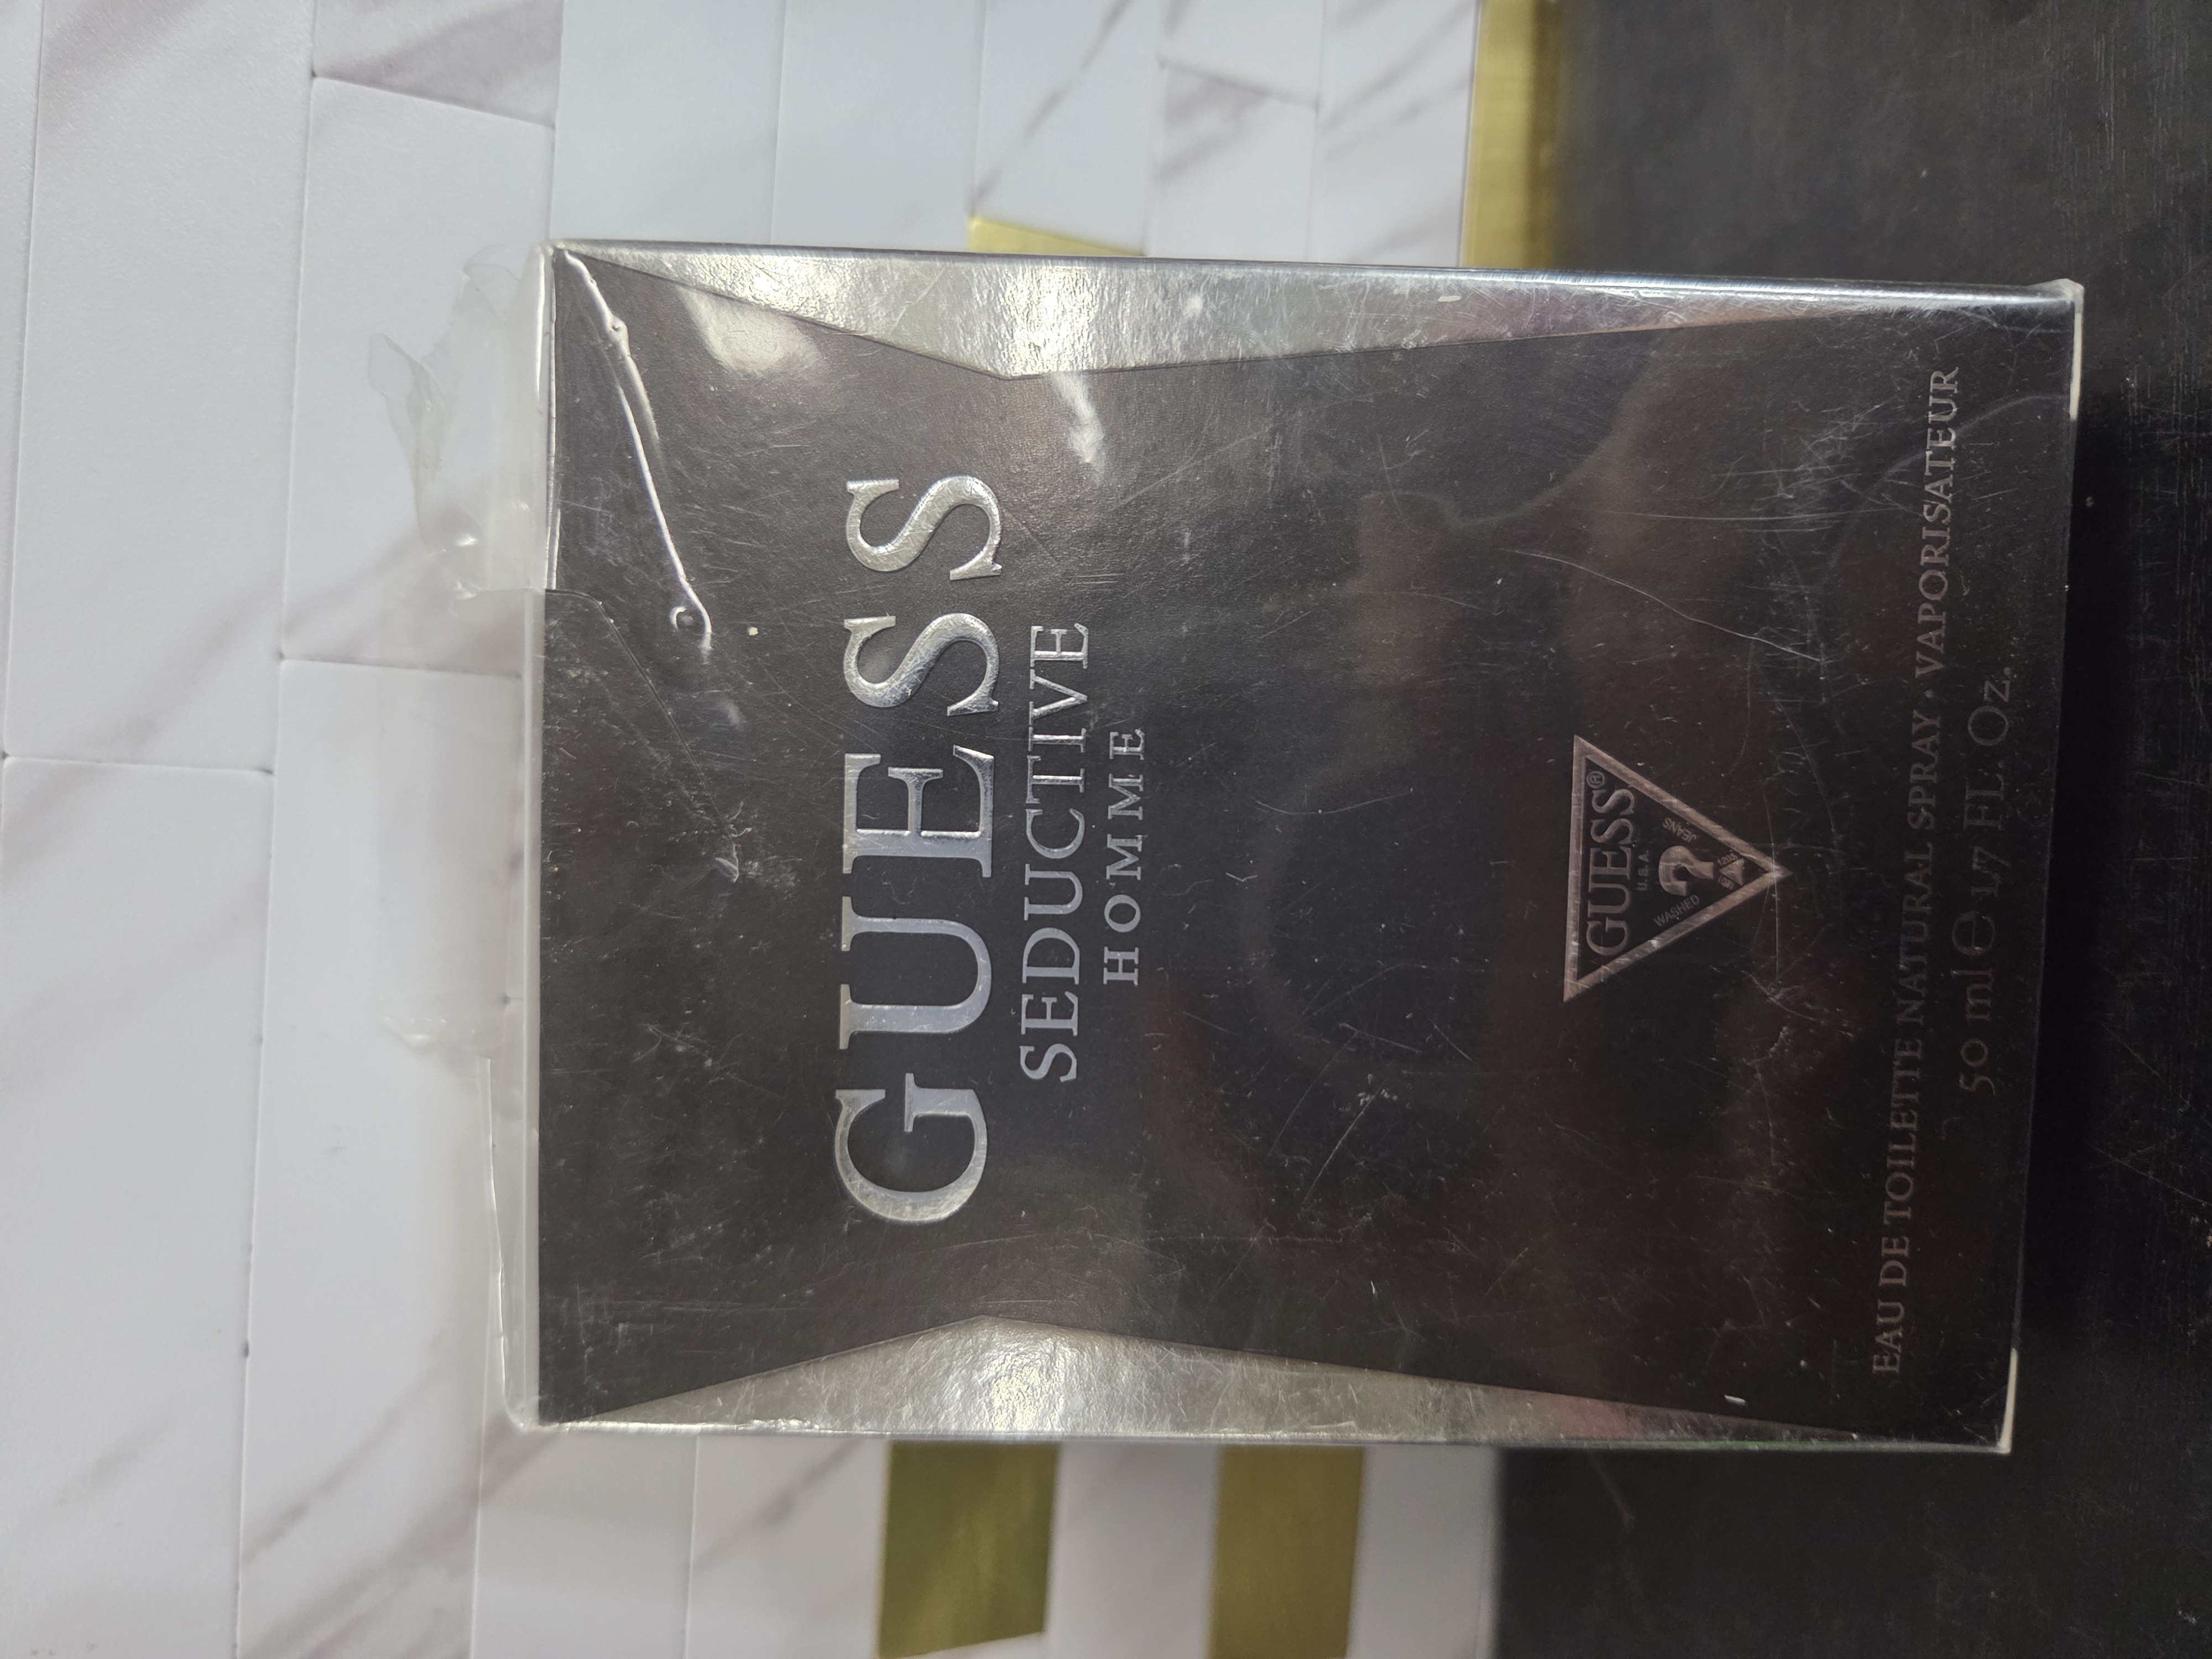 GUESS
SEDUCTIVE
HOMME
GUESS®
U.S.A.
?
WASHED
JEANS
EAU DE TOILETTE NATURAL SPRAY · VAPORISATEUR
50 ml ℮ 1.7 FL. Oz.